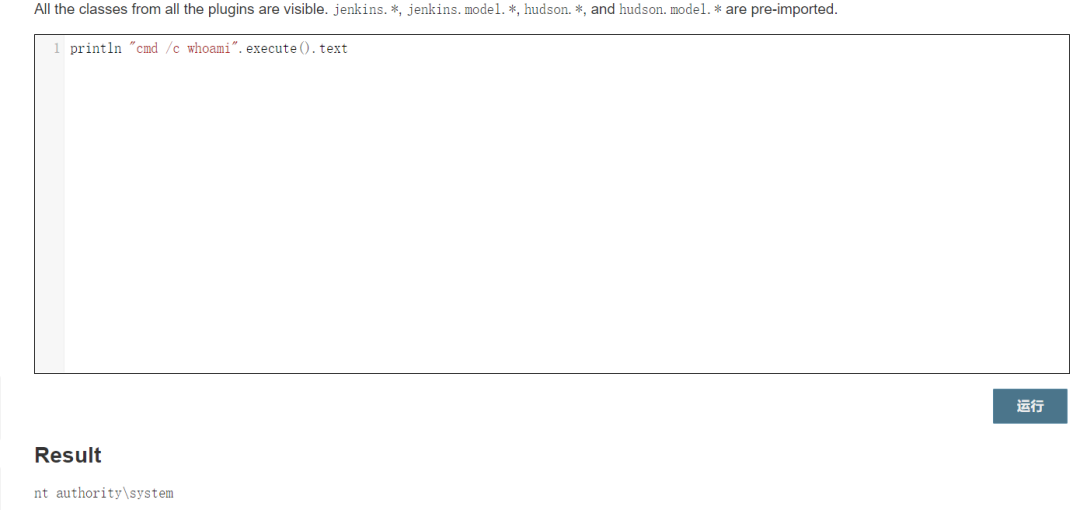 All the classes from all the plugins are visible. jenkins.*, jenkins.model.*, hudson.*, and hudson.model.* are pre-imported.
1 println "cmd /c whoami".execute().text
运行
Result
nt authority\system